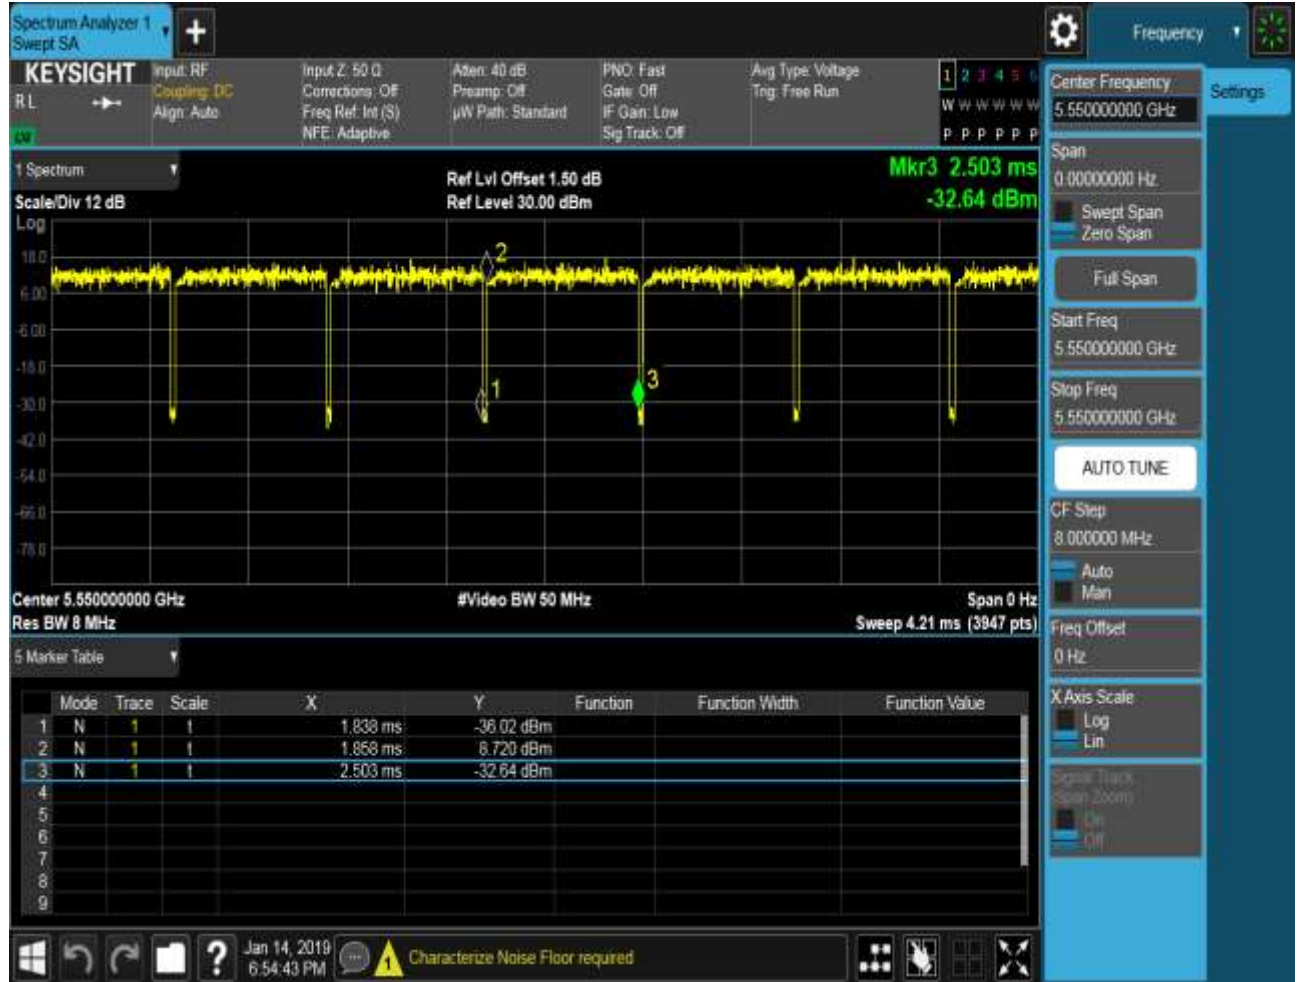 Spectrum Analyzer 1
Swept SA
Frequency
KEYSIGHT
RL
Input: RF
Coupling: DC
Align: Auto
Input Z: 50 Ω
Corrections: Off
Freq Ref: Int (S)
NFE: Adaptive
Atten: 40 dB
Preamp: Off
µW Path: Standard
PNO: Fast
Gate: Off
IF Gain: Low
Sig Track: Off
Avg Type: Voltage
Trig: Free Run
1 2 3 4 5 6
W W W W W W
P P P P P P
1 Spectrum
Scale/Div 12 dB
Ref Lvl Offset 1.50 dB
Ref Level 30.00 dBm
Mkr3 2.503 ms
-32.64 dBm
Log
18.0
6.00
-6.00
-18.0
-30.0
-42.0
-54.0
-66.0
-78.0
2
1
3
Center 5.550000000 GHz
#Video BW 50 MHz
Span 0 Hz
Res BW 8 MHz
Sweep 4.21 ms (3947 pts)
5 Marker Table
Mode Trace Scale X Y Function Function Width Function Value
1 N 1 t 1.838 ms -36.02 dBm
2 N 1 t 1.858 ms 8.720 dBm
3 N 1 t 2.503 ms -32.64 dBm
4
5
6
7
8
9
Center Frequency
5.550000000 GHz
Settings
Span
0.00000000 Hz
Swept Span
Zero Span
Full Span
Start Freq
5.550000000 GHz
Stop Freq
5.550000000 GHz
AUTO TUNE
CF Step
8.000000 MHz
Auto
Man
Freq Offset
0 Hz
X Axis Scale
Log
Lin
Signal Track
(Span Zoom)
On
Off
?
Jan 14, 2019
6:54:43 PM
1
Characterize Noise Floor required